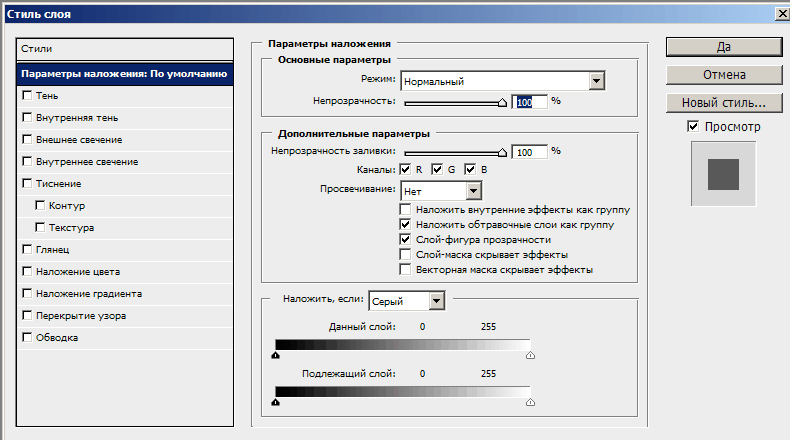 Стиль слоя
Стили
Параметры наложения: По умолчанию
Тень
Внутренняя тень
Внешнее свечение
Внутреннее свечение
Тиснение
Контур
Текстура
Глянец
Наложение цвета
Наложение градиента
Перекрытие узора
Обводка
Параметры наложения
Основные параметры
Режим: Нормальный
Непрозрачность: 100 %
Дополнительные параметры
Непрозрачность заливки: 100 %
Каналы: R G B
Просвечивание: Нет
Наложить внутренние эффекты как группу
Наложить обтравочные слои как группу
Слой-фигура прозрачности
Слой-маска скрывает эффекты
Векторная маска скрывает эффекты
Наложить, если: Серый
Данный слой: 0 255
Подлежащий слой: 0 255
Да
Отмена
Новый стиль...
Просмотр